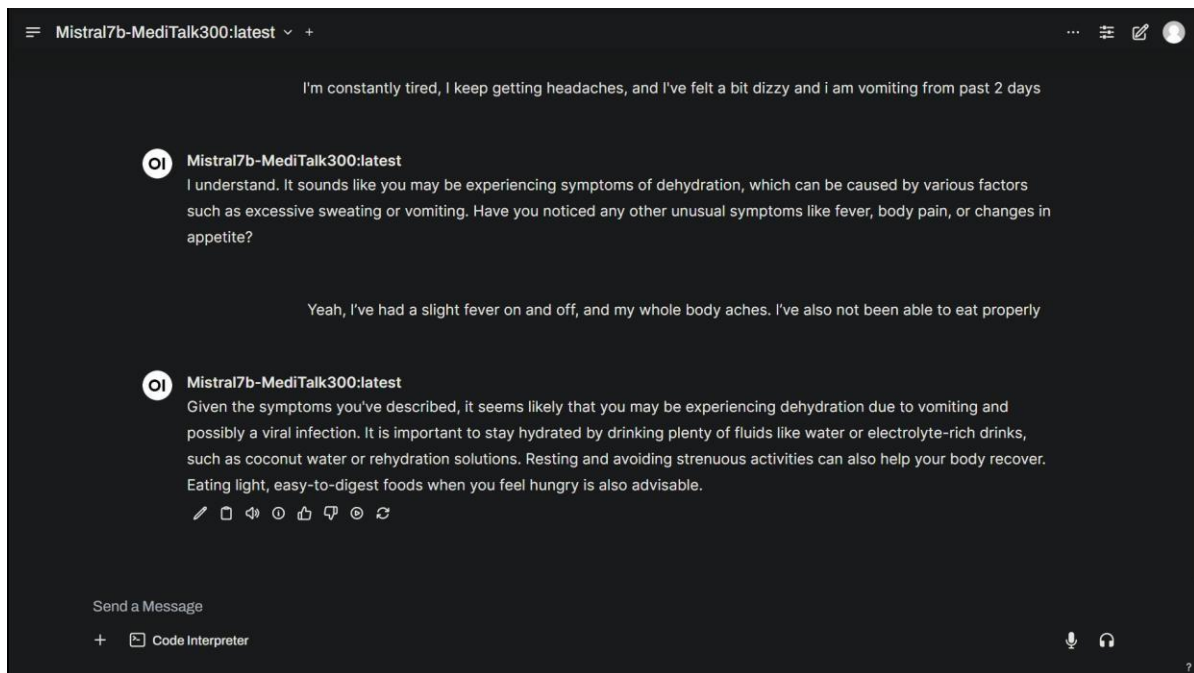 Mistral7b-MediTalk300:latest
I'm constantly tired, I keep getting headaches, and I've felt a bit dizzy and i am vomiting from past 2 days
OI
Mistral7b-MediTalk300:latest
I understand. It sounds like you may be experiencing symptoms of dehydration, which can be caused by various factors
such as excessive sweating or vomiting. Have you noticed any other unusual symptoms like fever, body pain, or changes in
appetite?
Yeah, I’ve had a slight fever on and off, and my whole body aches. I’ve also not been able to eat properly
OI
Mistral7b-MediTalk300:latest
Given the symptoms you've described, it seems likely that you may be experiencing dehydration due to vomiting and
possibly a viral infection. It is important to stay hydrated by drinking plenty of fluids like water or electrolyte-rich drinks,
such as coconut water or rehydration solutions. Resting and avoiding strenuous activities can also help your body recover.
Eating light, easy-to-digest foods when you feel hungry is also advisable.
Send a Message
Code Interpreter
?